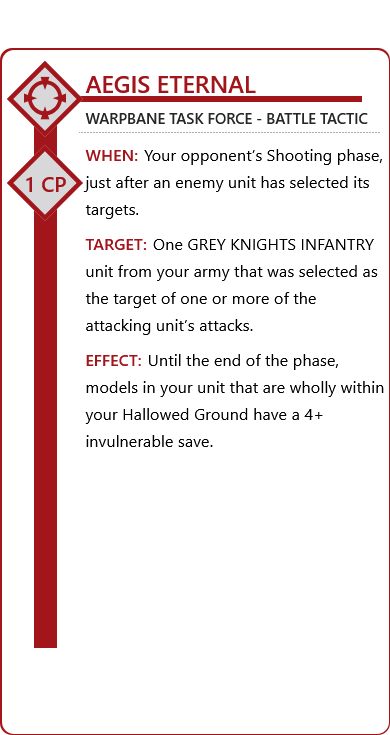 AEGIS ETERNAL
WARPBANE TASK FORCE - BATTLE TACTIC
1 CP
WHEN: Your opponent’s Shooting phase,
just after an enemy unit has selected its
targets.
TARGET: One GREY KNIGHTS INFANTRY
unit from your army that was selected as
the target of one or more of the
attacking unit’s attacks.
EFFECT: Until the end of the phase,
models in your unit that are wholly within
your Hallowed Ground have a 4+
invulnerable save.